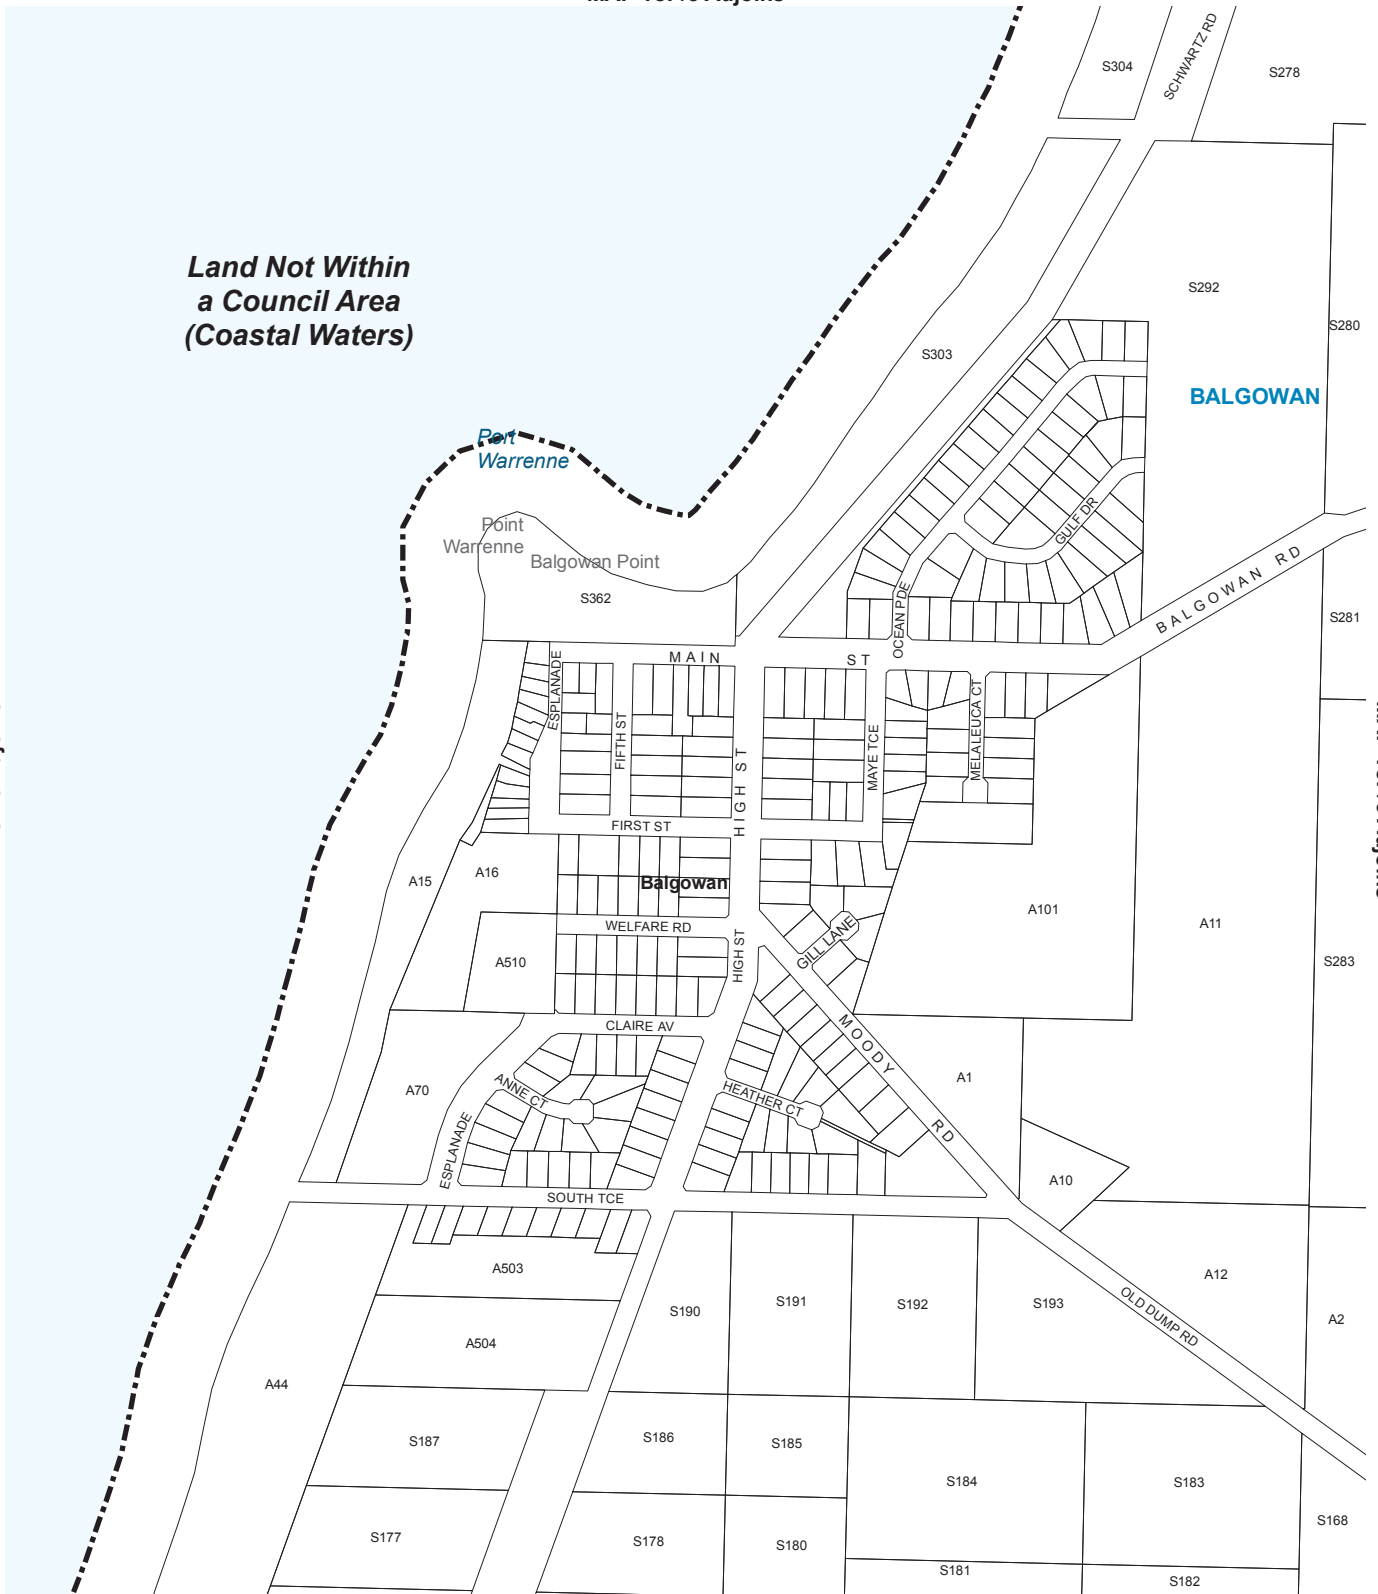 S304
SCHWARTZ RD
S278
Land Not Within
a Council Area
(Coastal Waters)
S292
S280
S303
BALGOWAN
Port
Warrenne
Point
Warrenne
Balgowan Point
GULF DR
S362
OCEAN PDE
BALGOWAN RD
S281
MAIN ST
ESPLANADE
FIFTH ST
HIGH ST
MAYE TCE
MELALEUCA CT
FIRST ST
A15
A16
Balgowan
A101
A11
WELFARE RD
HIGH ST
GILL LANE
A510
S283
CLAIRE AV
MOODY RD
A70
ANNE CT
HEATHER CT
A1
ESPLANADE
A10
SOUTH TCE
A503
S190
S191
S192
S193
A12
OLD DUMP RD
A2
A504
A44
S187
S186
S185
S184
S183
S168
S177
S178
S180
S181
S182